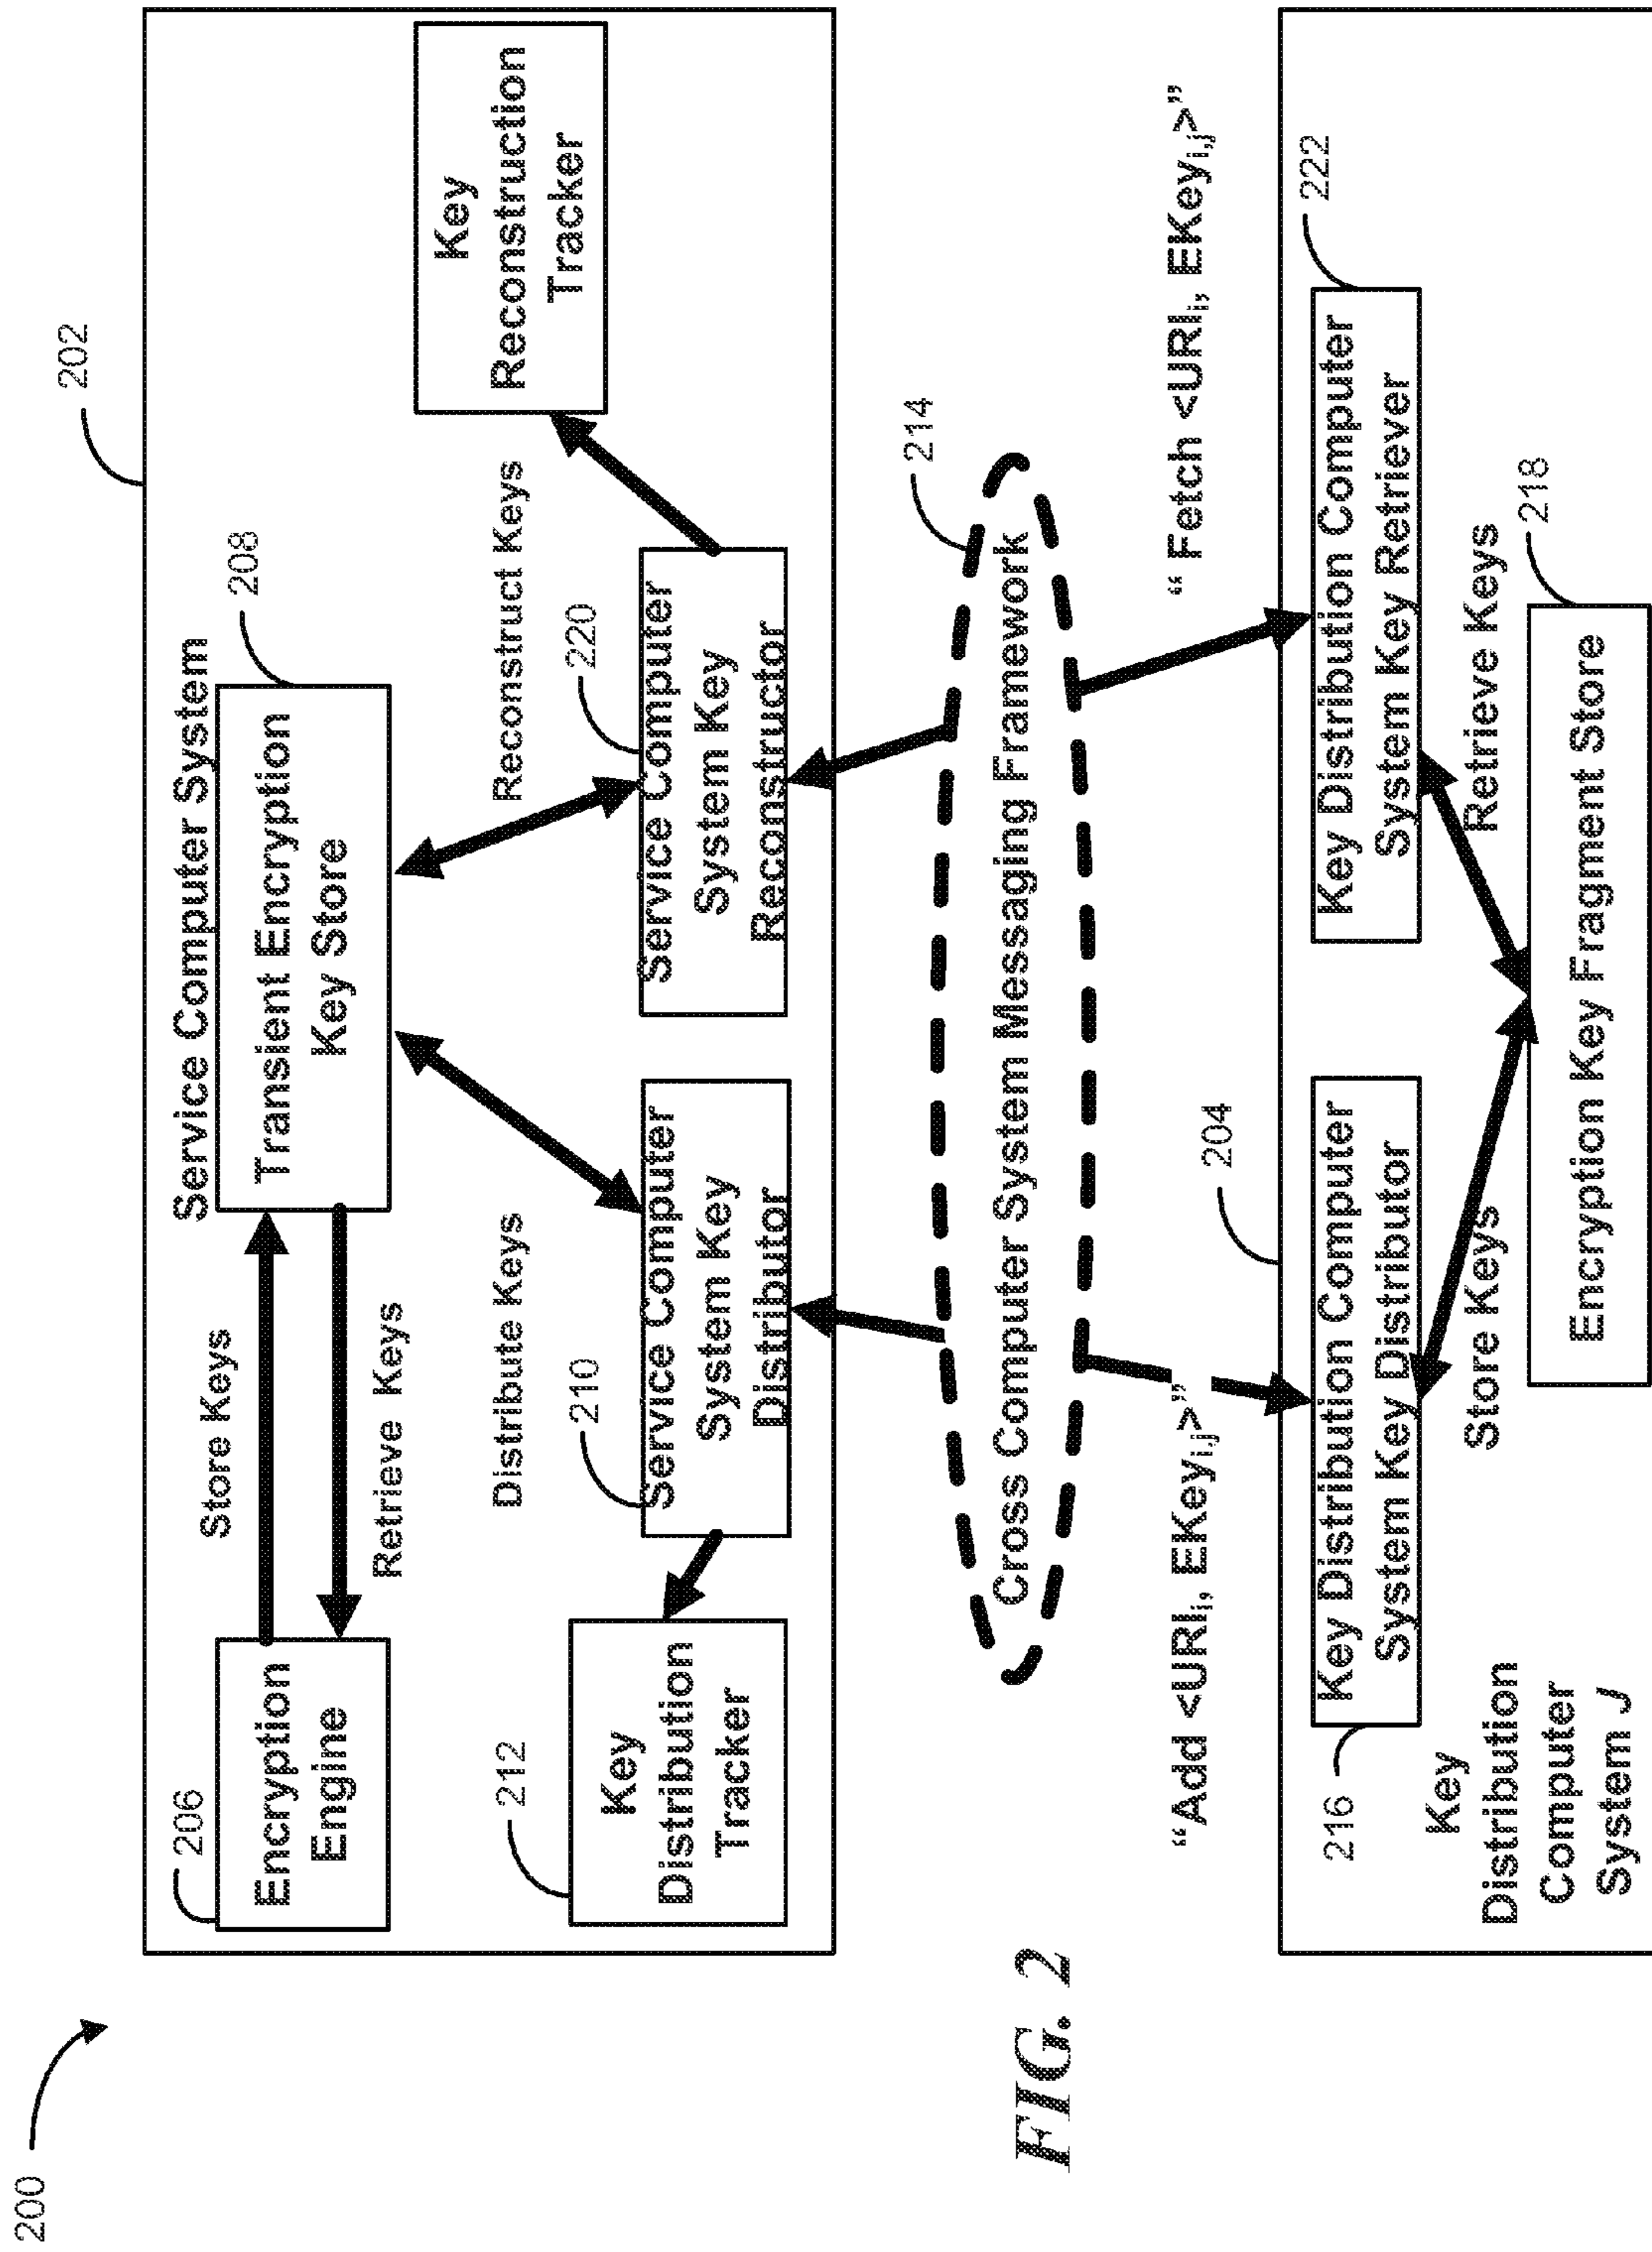 200
202
Service Computer System
206
Encryption
Engine
Store Keys
Retrieve Keys
208
Transient Encryption
Key Store
Distribute Keys
Reconstruct Keys
Key
Reconstruction
Tracker
212
Key
Distribution
Tracker
210
Service Computer
System Key
Distributor
220
Service Computer
System Key
Reconstructor
214
Cross Computer System Messaging Framework
FIG. 2
“Add <URIi, EKeyi,j>”
“ Fetch <URIi, EKeyi,j>”
204
216
Key Distribution Computer
System Key Distributor
222
Key Distribution Computer
System Key Retriever
Store Keys
Retrieve Keys
218
Encryption Key Fragment Store
Key
Distribution
Computer
System J